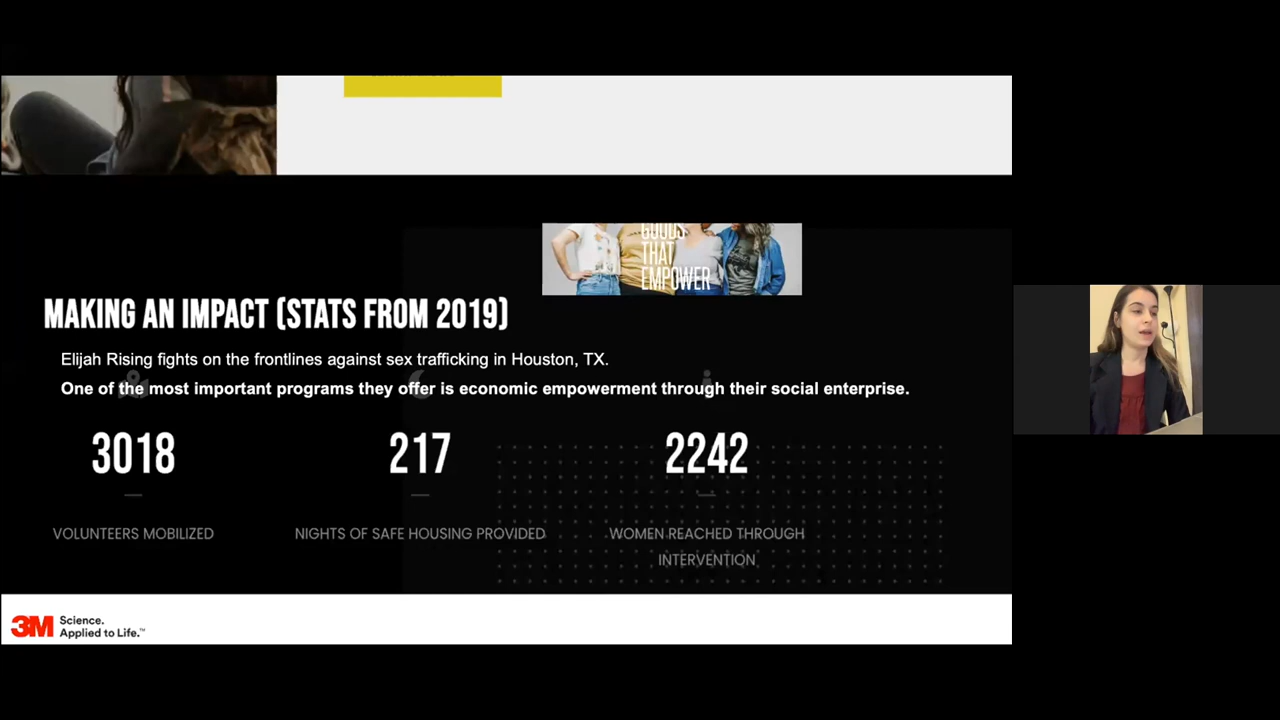 GOODS
THAT
EMPOWER
MAKING AN IMPACT (STATS FROM 2019)
Elijah Rising fights on the frontlines against sex trafficking in Houston, TX.
One of the most important programs they offer is economic empowerment through their social enterprise.
3018
217
2242
VOLUNTEERS MOBILIZED
NIGHTS OF SAFE HOUSING PROVIDED
WOMEN REACHED THROUGH
INTERVENTION
3M Science.
Applied to Life.™